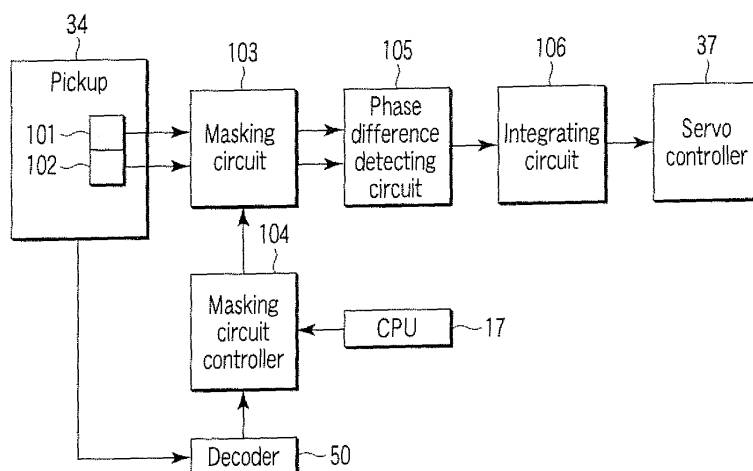 34
Pickup
101
102
103
Masking
circuit
105
Phase
difference
detecting
circuit
106
Integrating
circuit
37
Servo
controller
104
Masking
circuit
controller
CPU
17
Decoder
50